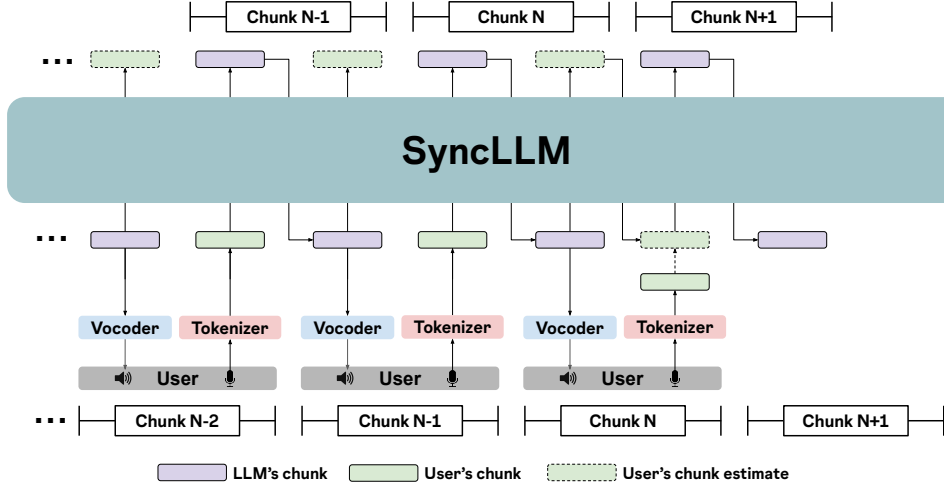 Chunk N-1 Chunk N Chunk N+1
...
SyncLLM
...
Vocoder Tokenizer Vocoder Tokenizer Vocoder Tokenizer
User User User
... Chunk N-2 Chunk N-1 Chunk N Chunk N+1
LLM's chunk User's chunk User's chunk estimate